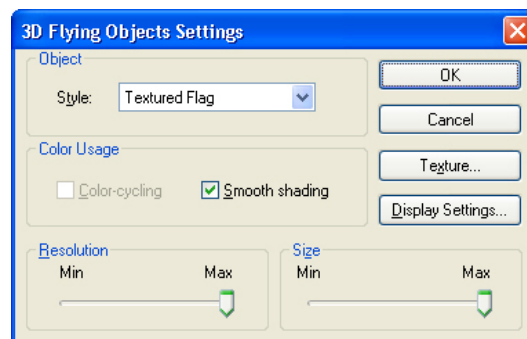 3D Flying Objects Settings
Object
Style: Textured Flag
OK
Cancel
Color Usage
Color-cycling Smooth shading
Texture...
Display Settings...
Resolution
Min Max
Size
Min Max